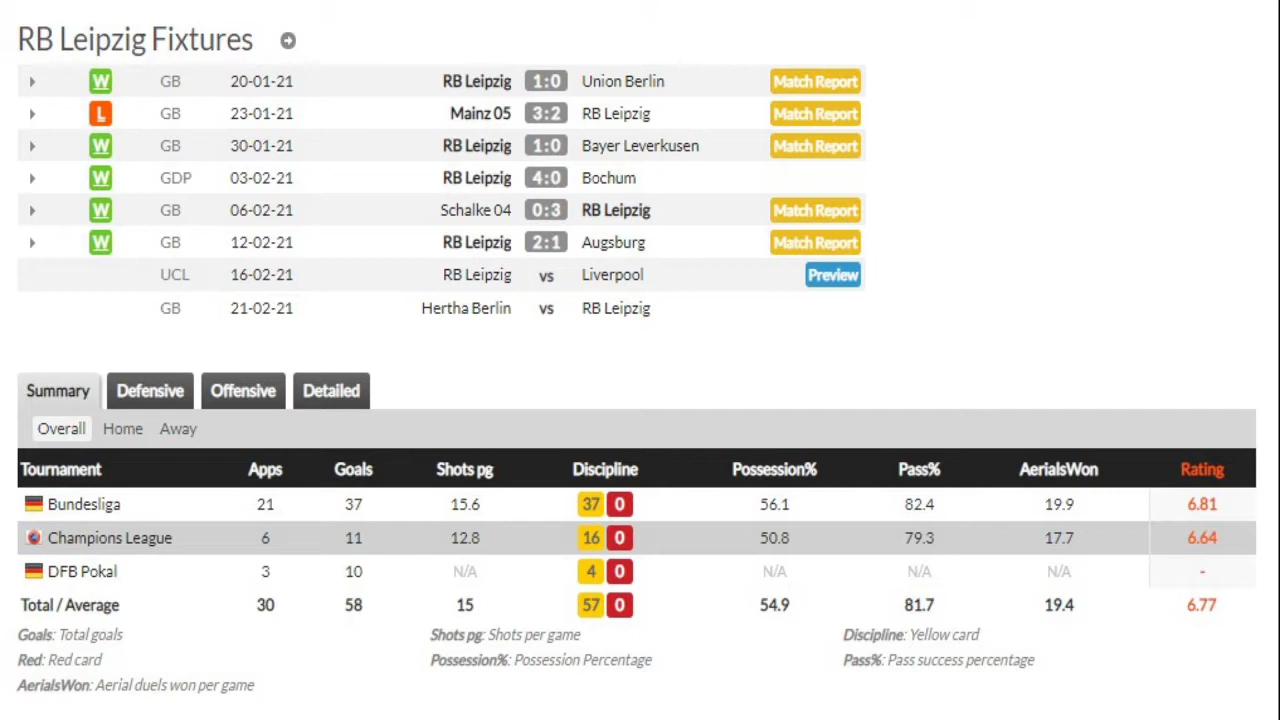 RB Leipzig Fixtures
W GB 20-01-21 RB Leipzig 1:0 Union Berlin Match Report
L GB 23-01-21 Mainz 05 3:2 RB Leipzig Match Report
W GB 30-01-21 RB Leipzig 1:0 Bayer Leverkusen Match Report
W GDP 03-02-21 RB Leipzig 4:0 Bochum
W GB 06-02-21 Schalke 04 0:3 RB Leipzig Match Report
W GB 12-02-21 RB Leipzig 2:1 Augsburg Match Report
UCL 16-02-21 RB Leipzig vs Liverpool Preview
GB 21-02-21 Hertha Berlin vs RB Leipzig
Summary Defensive Offensive Detailed
Overall Home Away
Tournament Apps Goals Shots pg Discipline Possession% Pass% AerialsWon Rating
Bundesliga 21 37 15.6 37 0 56.1 82.4 19.9 6.81
Champions League 6 11 12.8 16 0 50.8 79.3 17.7 6.64
DFB Pokal 3 10 N/A 4 0 N/A N/A N/A -
Total / Average 30 58 15 57 0 54.9 81.7 19.4 6.77
Goals: Total goals Shots pg: Shots per game Discipline: Yellow card
Red: Red card Possession%: Possession Percentage Pass%: Pass success percentage
AerialsWon: Aerial duels won per game